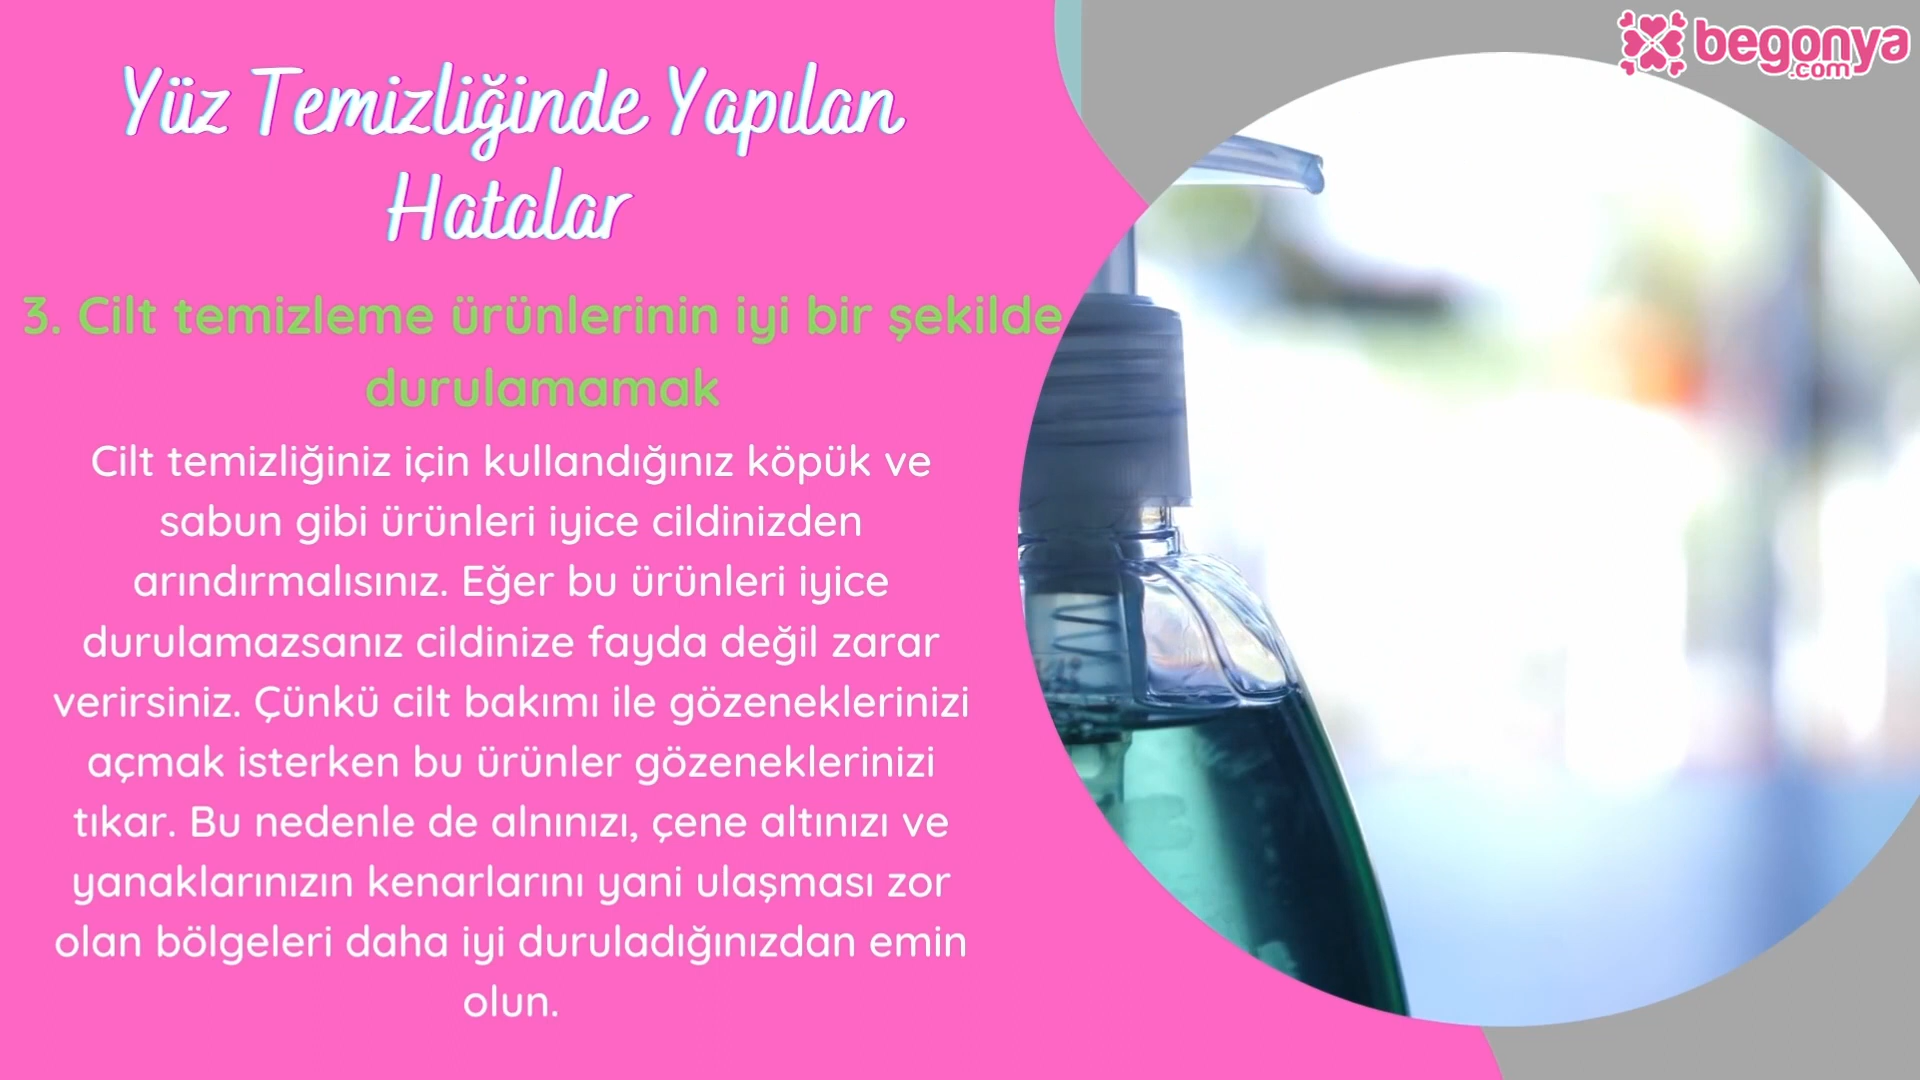 begonya
.com
Yüz Temizliğinde Yapılan
Hatalar
3. Cilt temizleme ürünlerinin iyi bir şekilde
durulamamak
Cilt temizliğiniz için kullandığınız köpük ve
sabun gibi ürünleri iyice cildinizden
arındırmalısınız. Eğer bu ürünleri iyice
durulamazsanız cildinize fayda değil zarar
verirsiniz. Çünkü cilt bakımı ile gözeneklerinizi
açmak isterken bu ürünler gözeneklerinizi
tıkar. Bu nedenle de alnınızı, çene altınızı ve
yanaklarınızın kenarlarını yani ulaşması zor
olan bölgeleri daha iyi duruladığınızdan emin
olun.